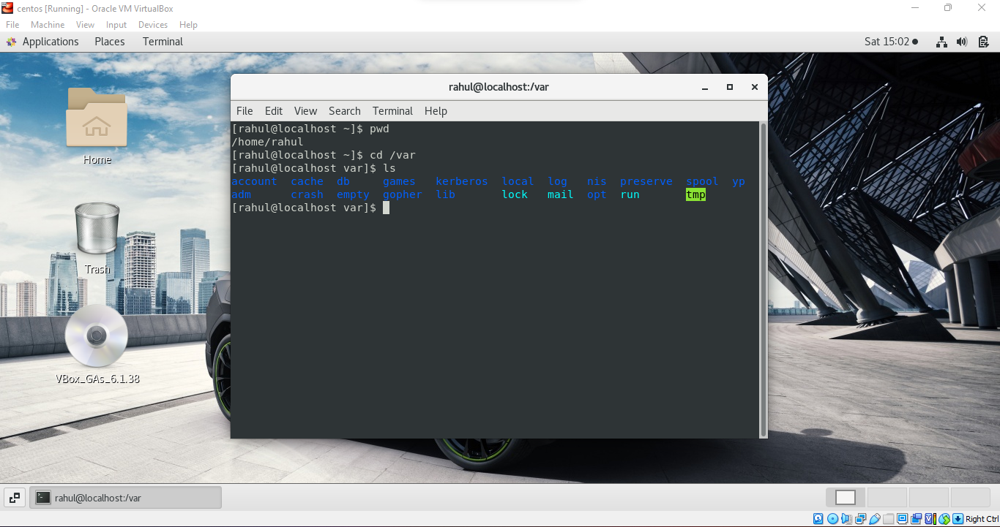 centos [Running] - Oracle VM VirtualBox
File Machine View Input Devices Help
Applications Places Terminal Sat 15:02
rahul@localhost:/var
File Edit View Search Terminal Help
[rahul@localhost ~]$ pwd
/home/rahul
[rahul@localhost ~]$ cd /var
[rahul@localhost var]$ ls
account cache db games kerberos local log nis preserve spool yp
adm crash empty gopher lib lock mail opt run tmp
[rahul@localhost var]$
Home
Trash
VBox_GAs_6.1.38
rahul@localhost:/var
Right Ctrl